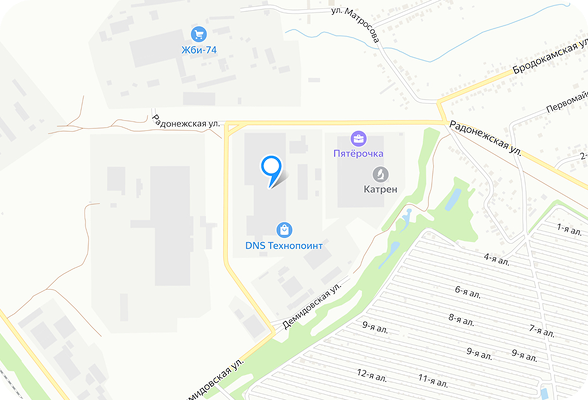 ул. Матросова
Жби-74
Бродокамская ул.
Первомай
Радонежская ул.
Радонежская ул.
Пятёрочка
2-
Катрен
1-я ал.
DNS Технопоинт
4-я ал.
6-я ал.
Демидовская ул.
8-я ал.
9-я ал.
7-я ал.
9-я ал.
9-я ал.
мидовская ул.
12-я ал.
11-я ал.